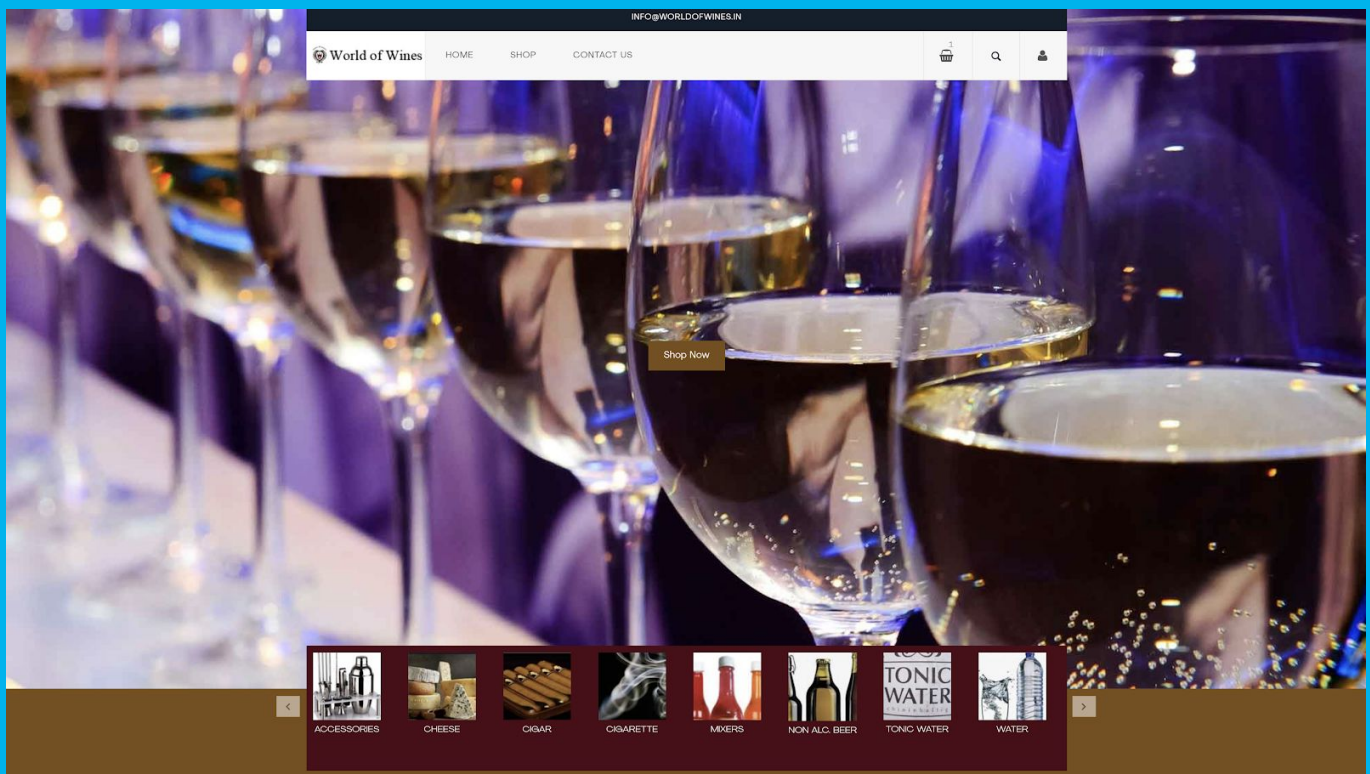 INFO@WORLDOFWINES.IN
World of Wines HOME SHOP CONTACT US 1
Shop Now
TONIC
WATER
ACCESSORIES CHEESE CIGAR CIGARETTE MIXERS NON ALC. BEER TONIC WATER WATER